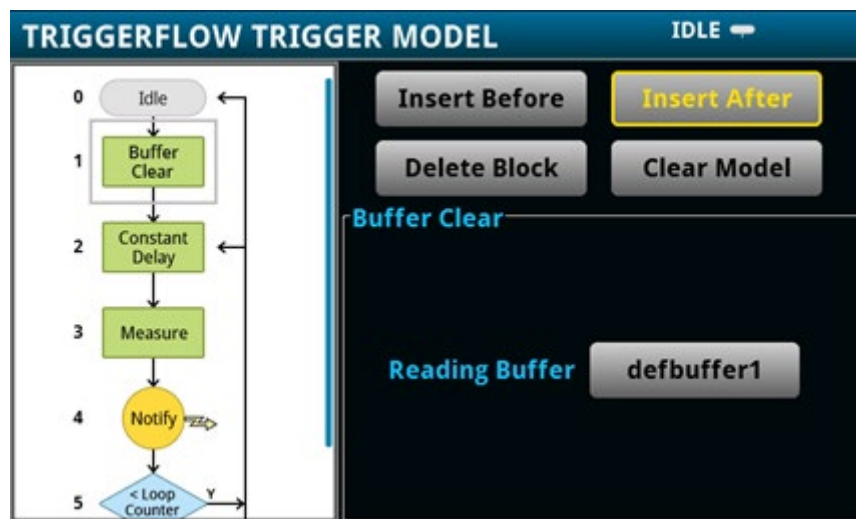 TRIGGERFLOW TRIGGER MODEL
IDLE
0
Idle
1
Buffer
Clear
2
Constant
Delay
3
Measure
4
Notify
5
< Loop
Counter
Y
Insert Before
Insert After
Delete Block
Clear Model
Buffer Clear
Reading Buffer
defbuffer1